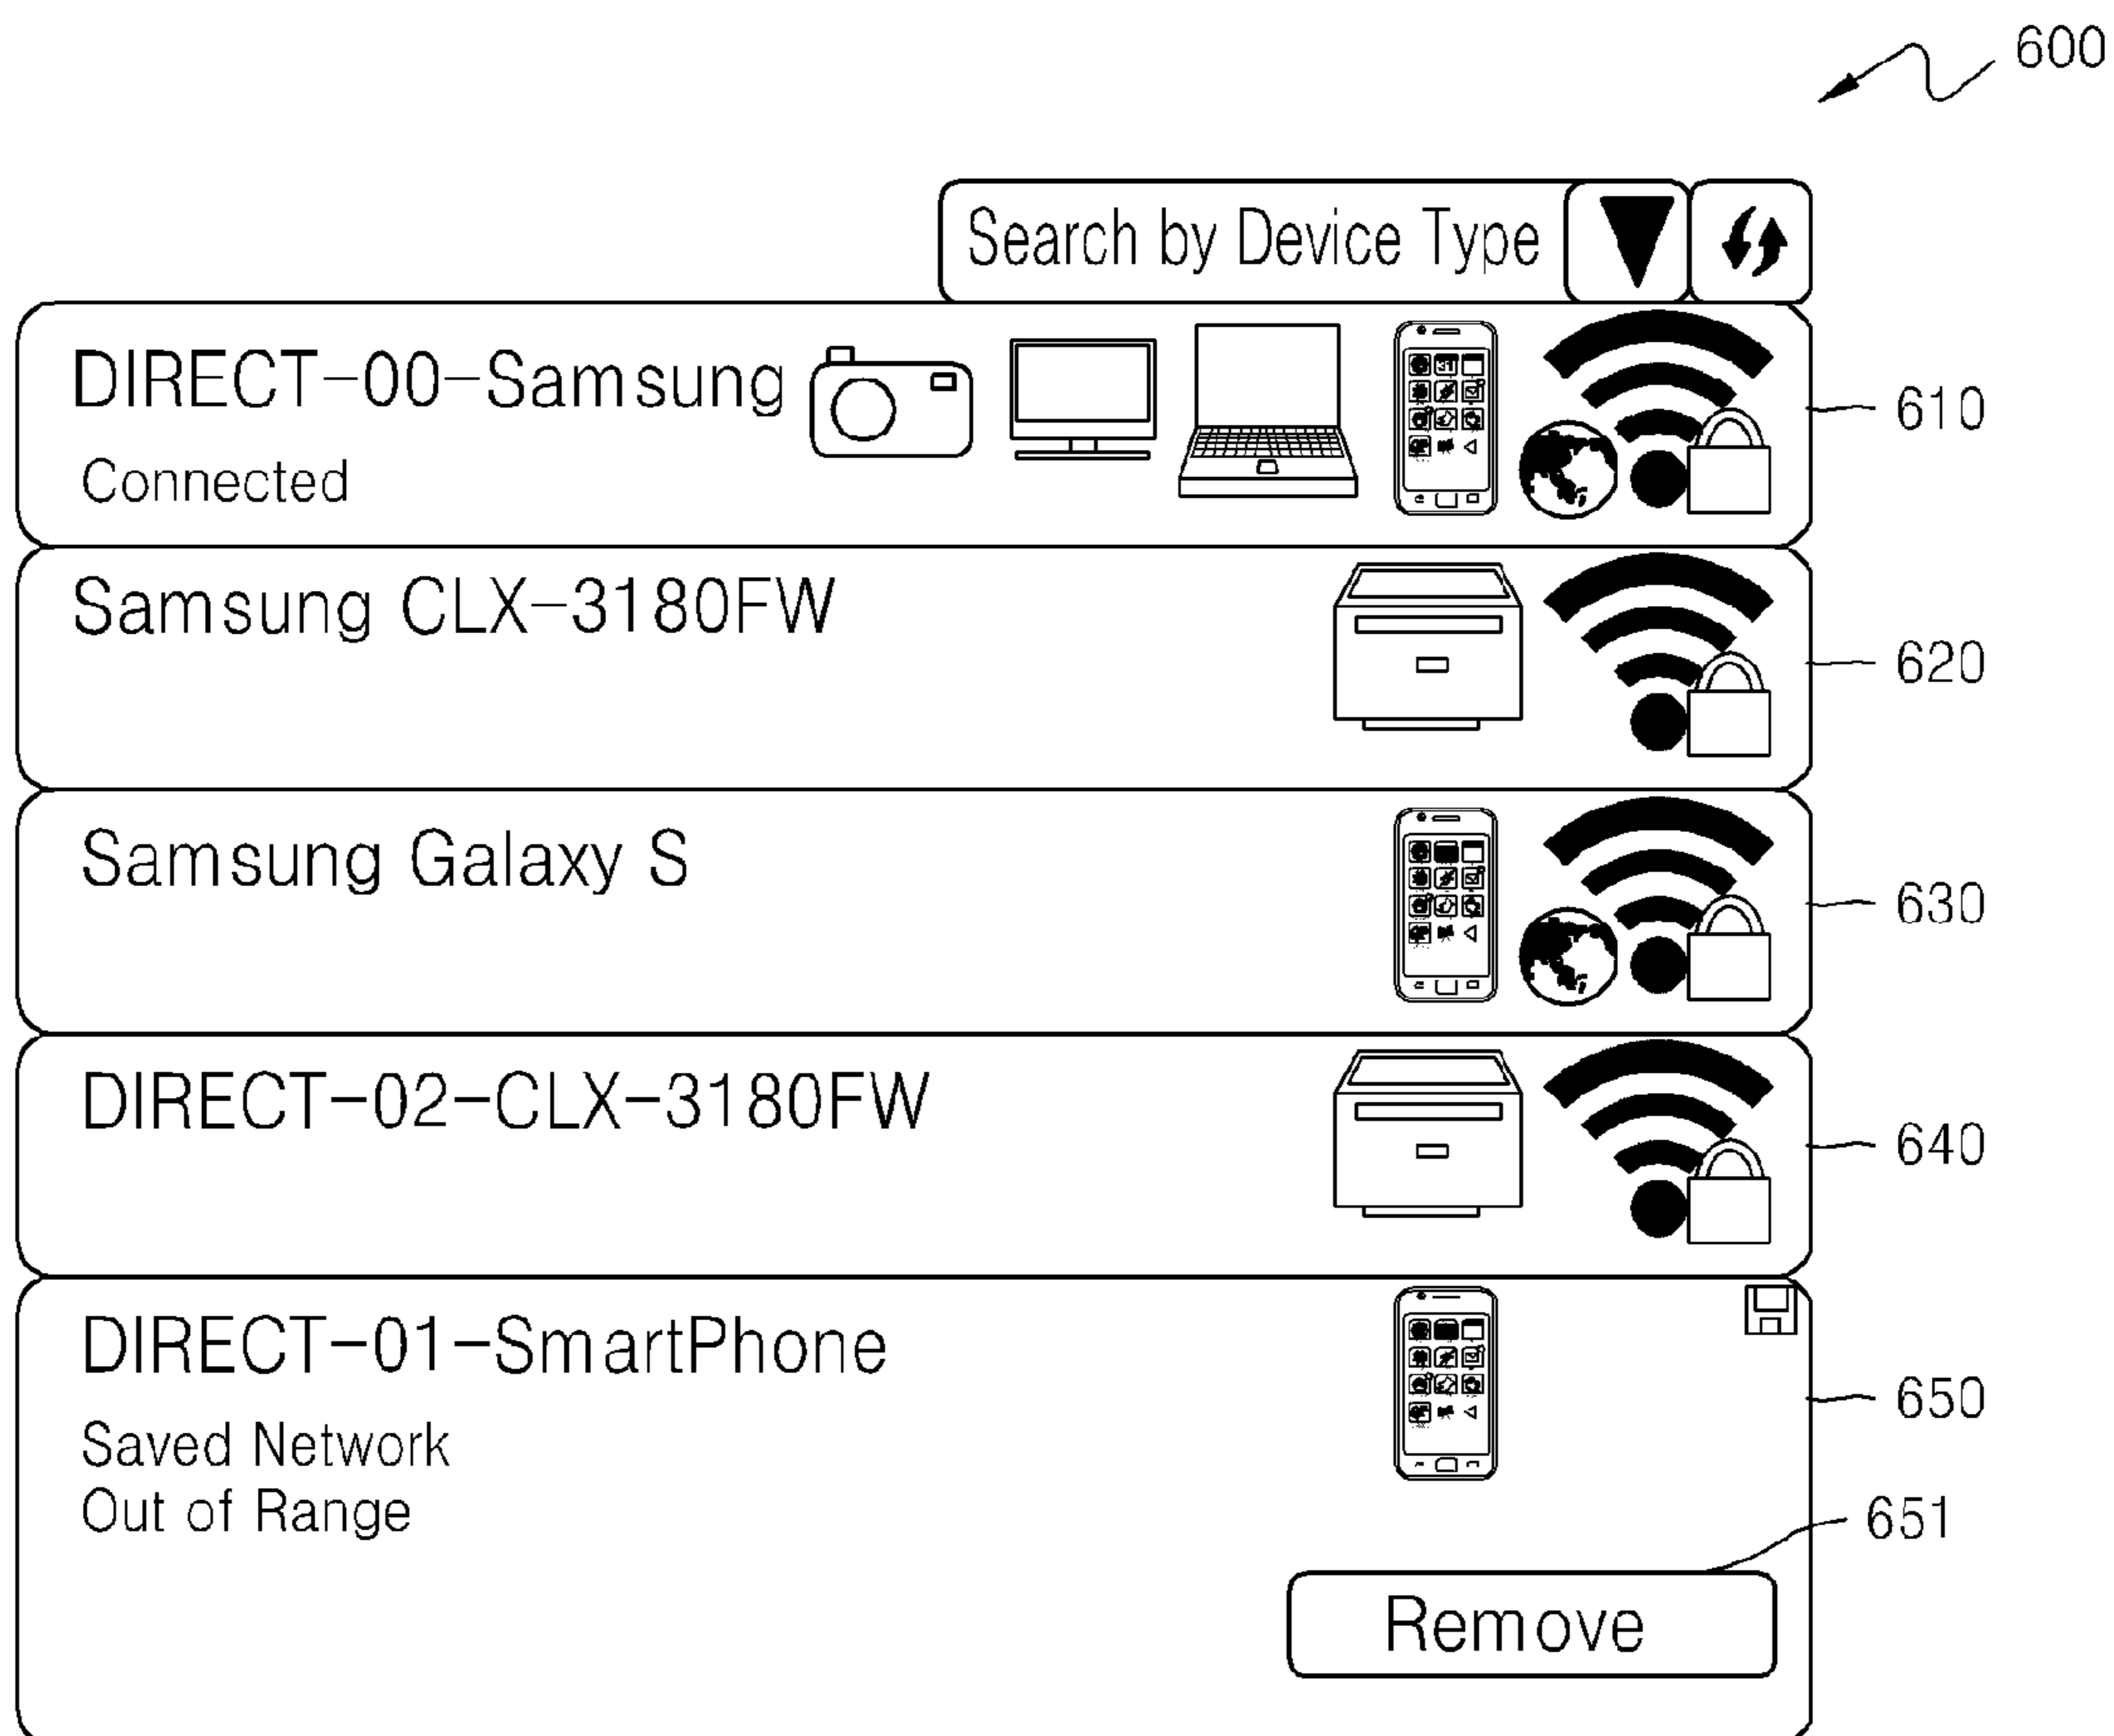 600
Search by Device Type
DIRECT-00-Samsung
Connected
610
Samsung CLX-3180FW
620
Samsung Galaxy S
630
DIRECT-02-CLX-3180FW
640
DIRECT-01-SmartPhone
Saved Network
Out of Range
650
651
Remove